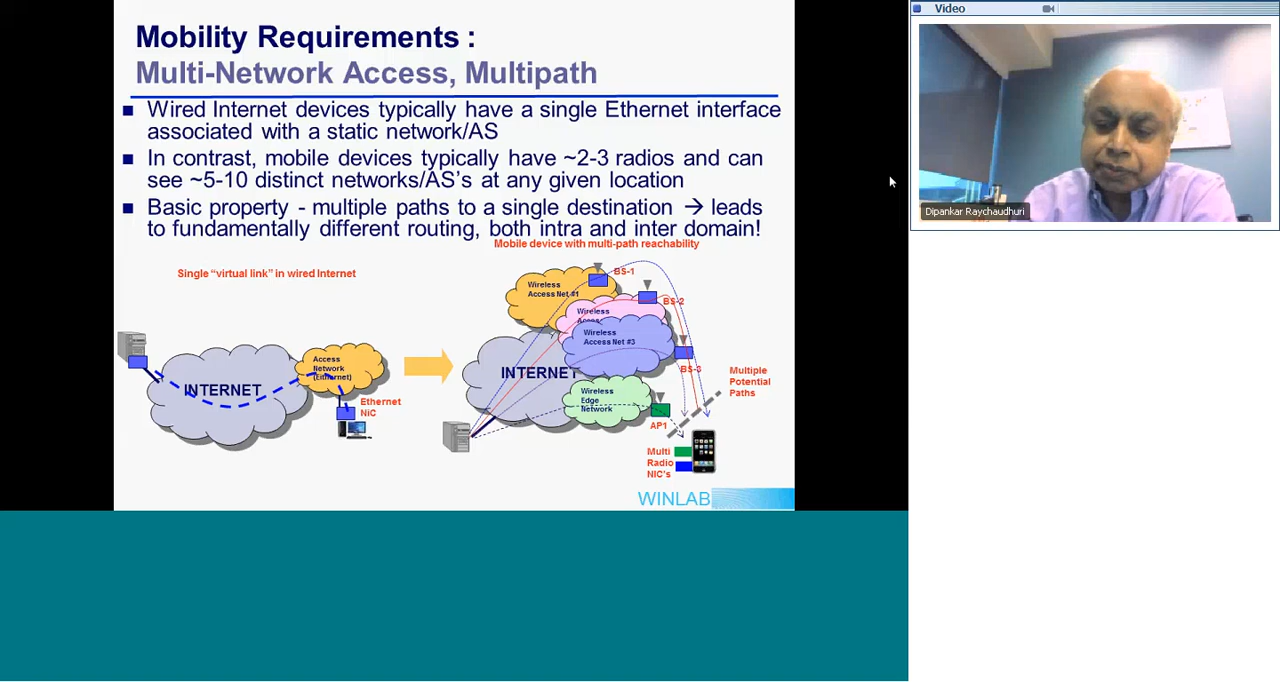 Mobility Requirements :
Multi-Network Access, Multipath
Wired Internet devices typically have a single Ethernet interface
associated with a static network/AS
In contrast, mobile devices typically have ~2-3 radios and can
see ~5-10 distinct networks/AS's at any given location
Basic property - multiple paths to a single destination → leads
to fundamentally different routing, both intra and inter domain!
Mobile device with multi-path reachability
Single “virtual link” in wired Internet
INTERNET
Access
Network
(Ethernet)
Ethernet
NiC
Wireless
Access Net #1
BS-1
BS-2
Wireless
Wireless
Access Net #3
BS-3
INTERNET
Wireless
Edge
Network
AP1
Multiple
Potential
Paths
Multi
Radio
NIC's
WINLAB
Video
Dipankar Raychaudhuri